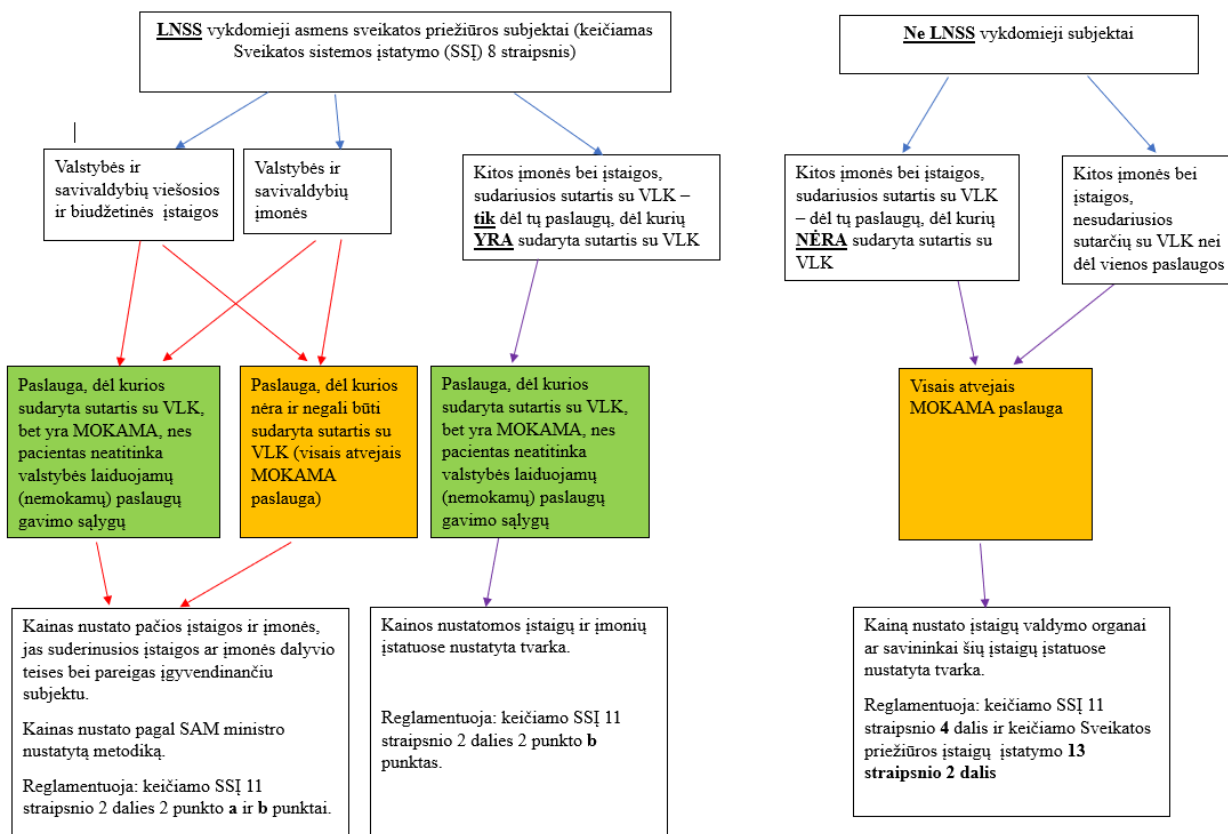 LNSS vykdomieji asmens sveikatos priežiūros subjektai (keičiamas
Sveikatos sistemos įstatymo (SSĮ) 8 straipsnis)
Ne LNSS vykdomieji subjektai
Valstybės ir
savivaldybių viešosios
ir biudžetinės įstaigos
Valstybės ir
savivaldybių
įmonės
Kitos įmonės bei įstaigos,
sudariusios sutartis su VLK –
tik dėl tų paslaugų, dėl kurių
YRA sudaryta sutartis su VLK
Kitos įmonės bei įstaigos,
sudariusios sutartis su VLK
– dėl tų paslaugų, dėl kurių
NĖRA sudaryta sutartis su
VLK
Kitos įmonės bei
įstaigos,
nesudariusios
sutarčių su VLK nei
dėl vienos paslaugos
Paslauga, dėl kurios
sudaryta sutartis su VLK,
bet yra MOKAMA, nes
pacientas neatitinka
valstybės laiduojamų
(nemokamų) paslaugų
gavimo sąlygų
Paslauga, dėl kurios
nėra ir negali būti
sudaryta sutartis su
VLK (visais atvejais
MOKAMA
paslauga)
Paslauga, dėl kurios
sudaryta sutartis su VLK,
bet yra MOKAMA, nes
pacientas neatitinka
valstybės laiduojamų
(nemokamų) paslaugų
gavimo sąlygų
Visais atvejais
MOKAMA paslauga
Kainas nustato pačios įstaigos ir įmonės,
jas suderinusios įstaigos ar įmonės dalyvio
teises bei pareigas įgyvendinančiu
subjektu.
Kainas nustato pagal SAM ministro
nustatytą metodiką.
Reglamentuoja: keičiamo SSĮ 11
straipsnio 2 dalies 2 punkto a ir b punktai.
Kainos nustatomos įstaigų ir įmonių
įstatuose nustatyta tvarka.
Reglamentuoja: keičiamo SSĮ 11
straipsnio 2 dalies 2 punkto b
punktas.
Kainą nustato įstaigų valdymo organai
ar savininkai šių įstaigų įstatuose
nustatyta tvarka.
Reglamentuoja: keičiamo SSĮ 11
straipsnio 4 dalis ir keičiamo Sveikatos
priežiūros įstaigų įstatymo 13
straipsnio 2 dalis